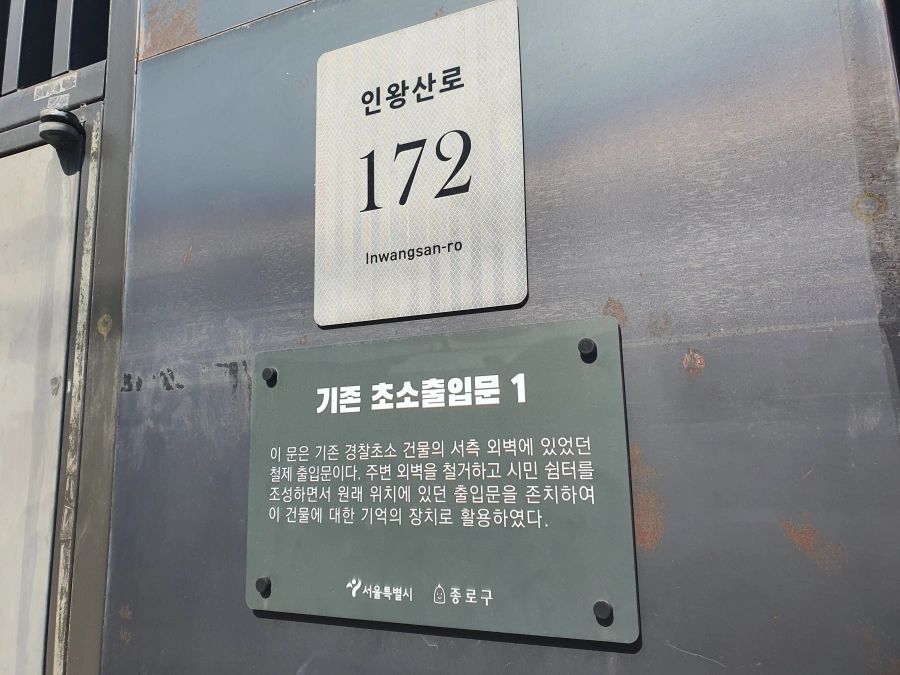 인왕산로
172
Inwangsan-ro
기존 초소출입문 1
이 문은 기존 경찰초소 건물의 서측 외벽에 있었던
철제 출입문이다. 주변 외벽을 철거하고 시민 쉼터를
조성하면서 원래 위치에 있던 출입문을 존치하여
이 건물에 대한 기억의 장치로 활용하였다.
서울특별시 종로구